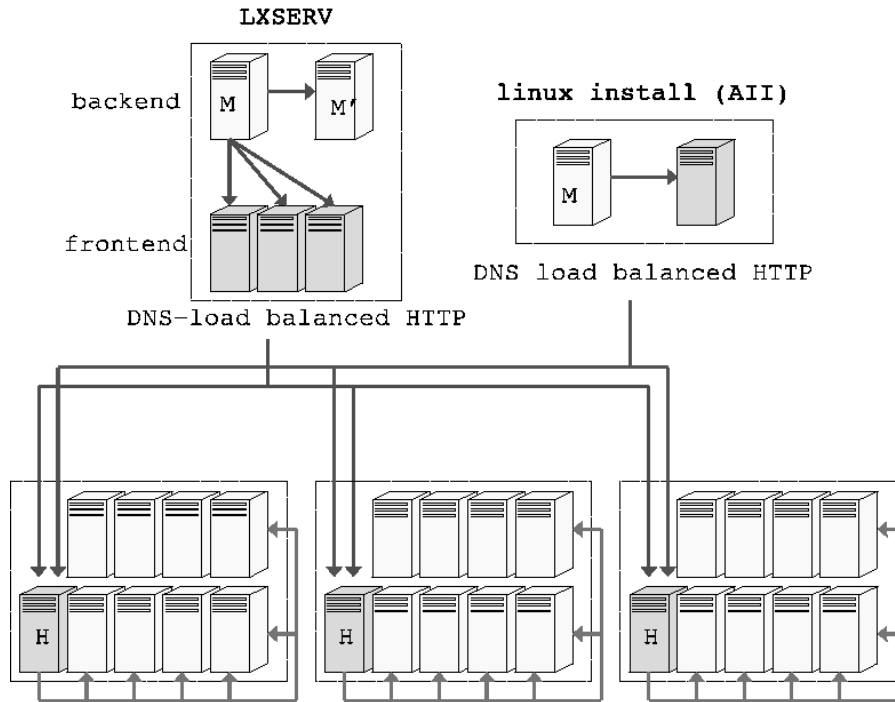 LXSERV
backend
M
M'
linux install (AII)
M
frontend
DNS load balanced HTTP
DNS-load balanced HTTP
H
H
H